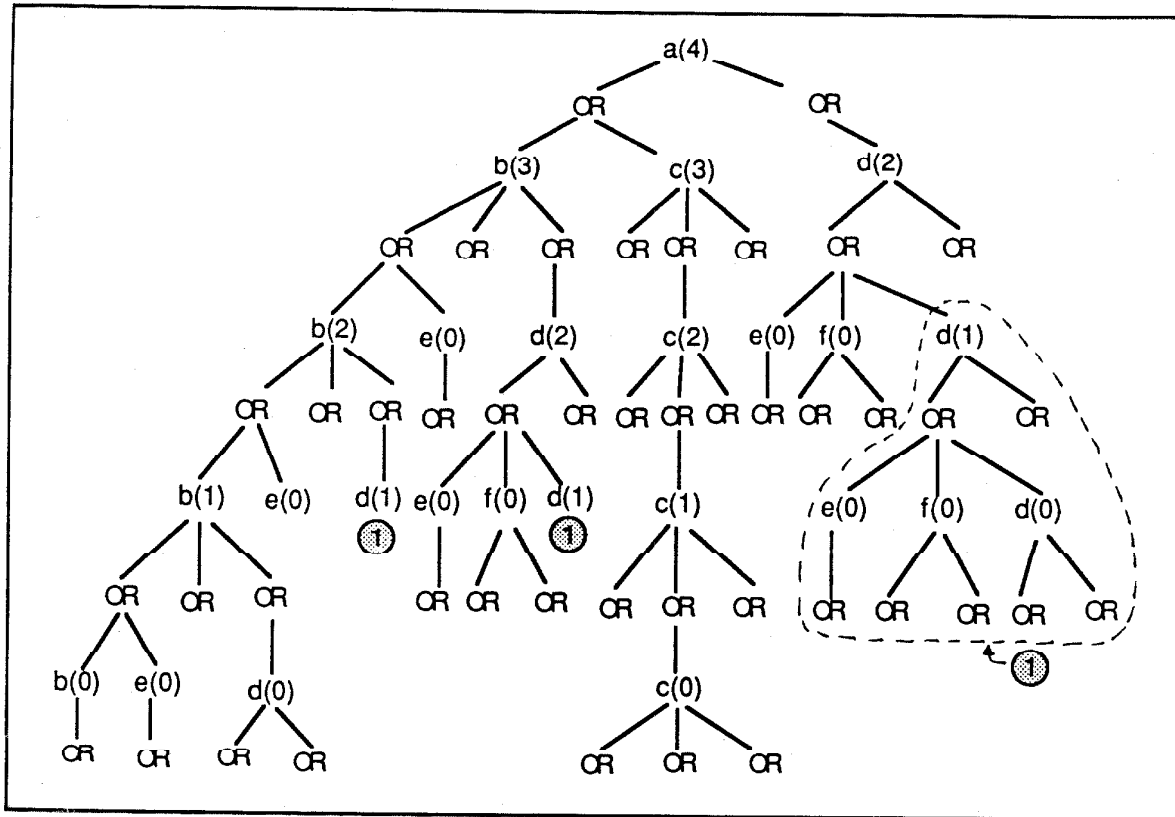 a(4)
OR OR
b(3) c(3) d(2)
OR OR OR OR OR OR OR OR
b(2) e(0) d(2) c(2) e(0) f(0) d(1)
OR OR OR OR OR OR OR OR OR OR OR OR OR OR
b(1) e(0) d(1) e(0) f(0) d(1) c(1) e(0) f(0) d(0)
1 1
OR OR OR OR OR OR OR OR OR OR OR OR OR OR
1
b(0) e(0) d(0) c(0)
OR OR OR OR OR OR OR